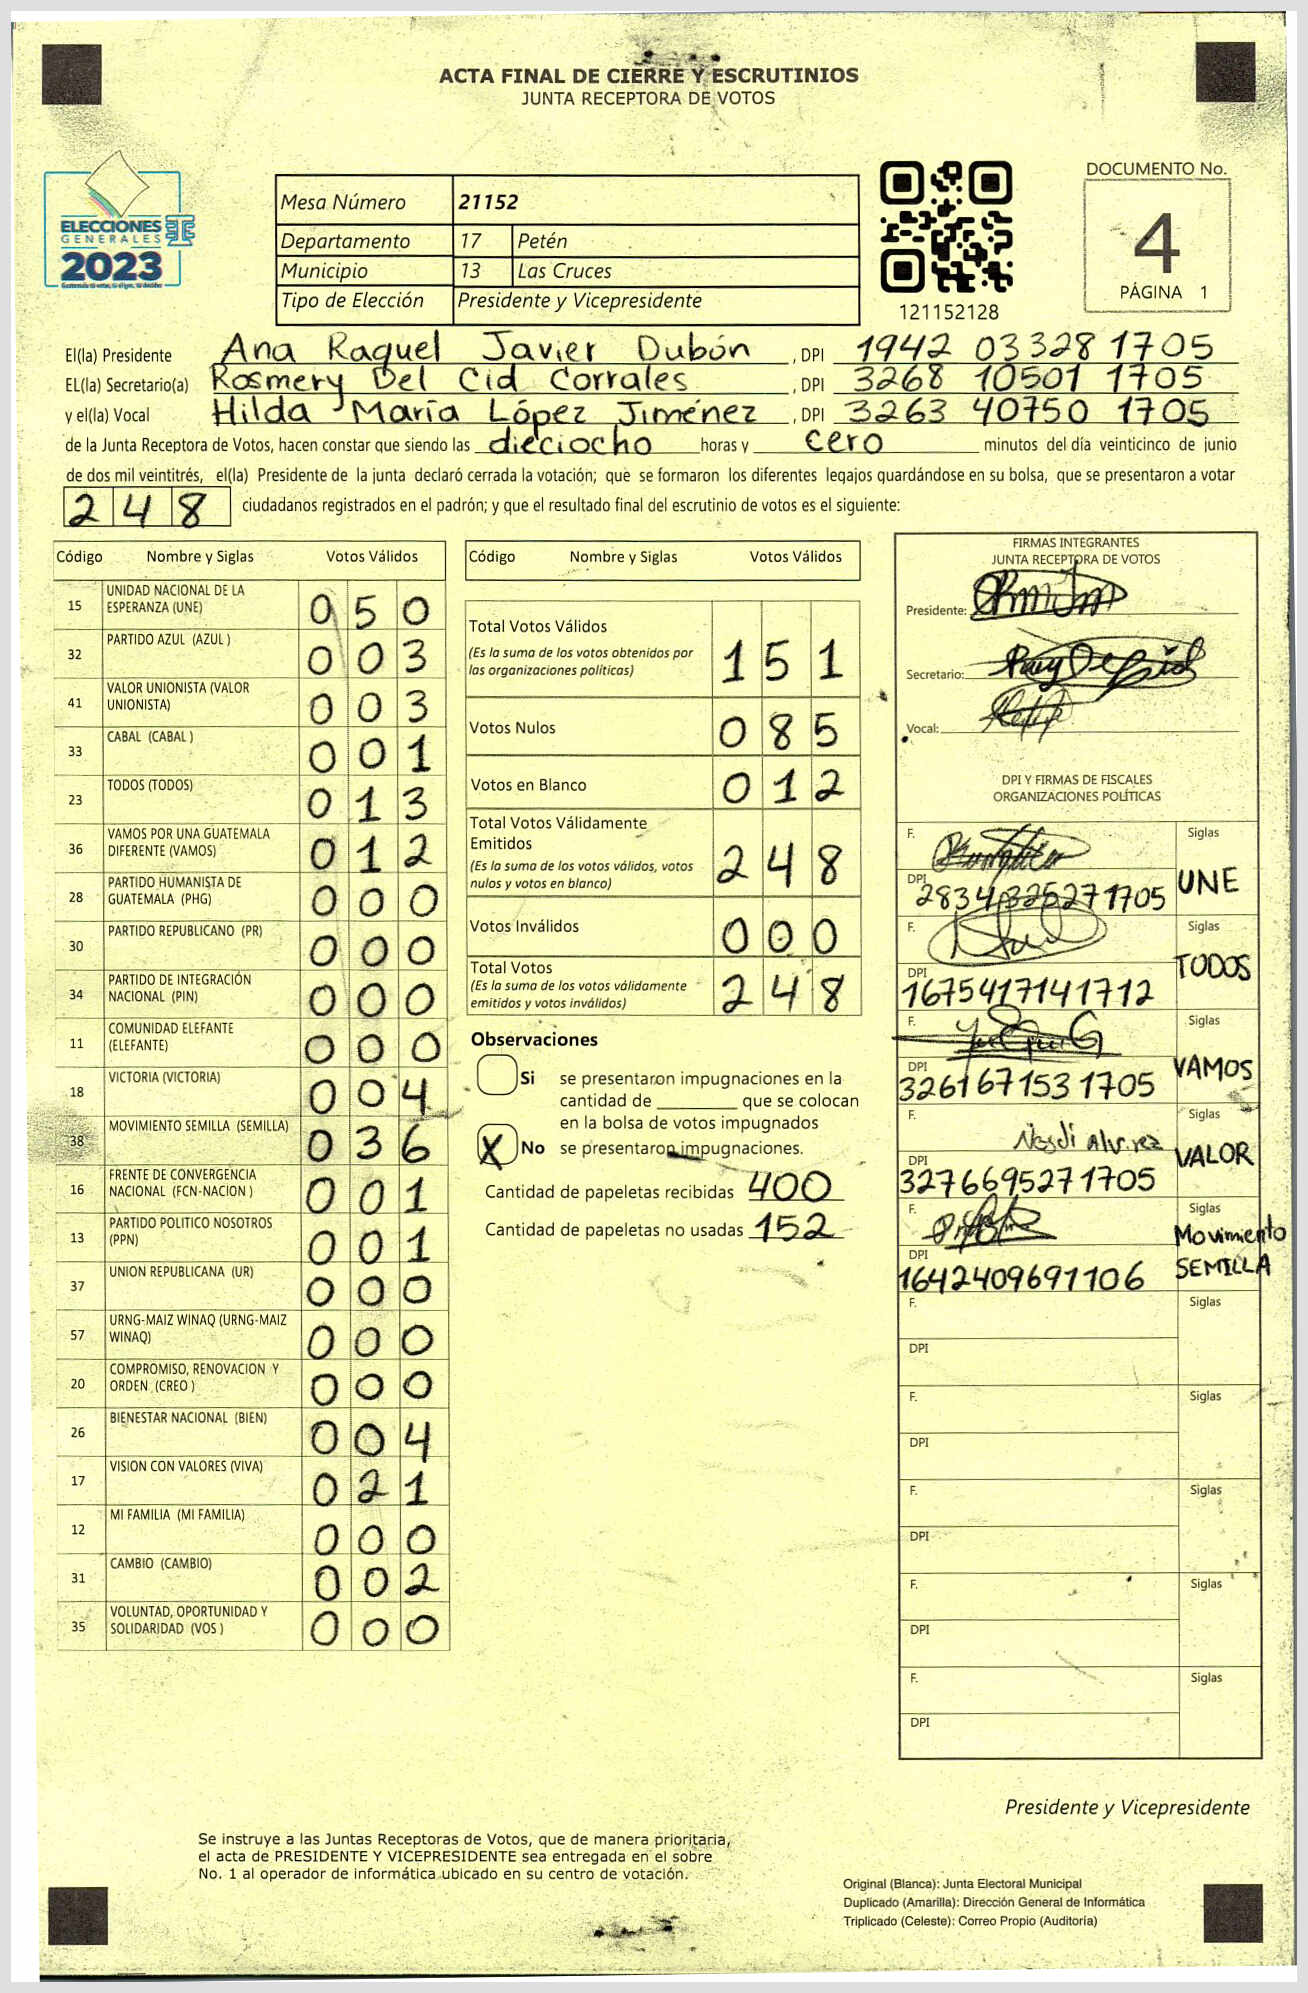 ACTA FINAL DE CIERRE Y ESCRUTINIOS
JUNTA RECEPTORA DE VOTOS
ELECCIONES
GENERALES
2023
Mesa Número 21152
Departamento 17 Petén
Municipio 13 Las Cruces
Tipo de Elección Presidente y Vicepresidente
121152128
DOCUMENTO No.
4
PÁGINA 1
El(la) Presidente Ana Raquel Javier Dubón , DPI 1942 03328 1705
EL(la) Secretario(a) Rosmery Del Cid Corrales , DPI 3268 10501 1705
y el(la) Vocal Hilda María López Jiménez , DPI 3263 40750 1705
de la Junta Receptora de Votos, hacen constar que siendo las dieciocho horas y cero minutos del día veinticinco de junio
de dos mil veintitrés, el(la) Presidente de la junta declaró cerrada la votación; que se formaron los diferentes legajos quardándose en su bolsa, que se presentaron a votar
248 ciudadanos registrados en el padrón; y que el resultado final del escrutinio de votos es el siguiente:
Código Nombre y Siglas Votos Válidos
15 UNIDAD NACIONAL DE LA
ESPERANZA (UNE) 050
32 PARTIDO AZUL (AZUL ) 003
41 VALOR UNIONISTA (VALOR
UNIONISTA) 003
33 CABAL (CABAL ) 001
23 TODOS (TODOS) 013
36 VAMOS POR UNA GUATEMALA
DIFERENTE (VAMOS) 012
28 PARTIDO HUMANISTA DE
GUATEMALA (PHG) 000
30 PARTIDO REPUBLICANO (PR) 000
34 PARTIDO DE INTEGRACIÓN
NACIONAL (PIN) 000
11 COMUNIDAD ELEFANTE
(ELEFANTE) 000
18 VICTORIA (VICTORIA) 004
38 MOVIMIENTO SEMILLA (SEMILLA) 036
16 FRENTE DE CONVERGENCIA
NACIONAL (FCN-NACION ) 001
13 PARTIDO POLITICO NOSOTROS
(PPN) 001
37 UNION REPUBLICANA (UR) 000
57 URNG-MAIZ WINAQ (URNG-MAIZ
WINAQ) 000
20 COMPROMISO, RENOVACION Y
ORDEN (CREO ) 000
26 BIENESTAR NACIONAL (BIEN) 004
17 VISION CON VALORES (VIVA) 021
12 MI FAMILIA (MI FAMILIA) 000
31 CAMBIO (CAMBIO) 002
35 VOLUNTAD, OPORTUNIDAD Y
SOLIDARIDAD (VOS ) 000
Código Nombre y Siglas Votos Válidos
Total Votos Válidos
(Es la suma de los votos obtenidos por
las organizaciones políticas) 151
Votos Nulos 085
Votos en Blanco 012
Total Votos Válidamente
Emitidos
(Es la suma de los votos válidos, votos
nulos y votos en blanco) 248
Votos Inválidos 000
Total Votos
(Es la suma de los votos válidamente
emitidos y votos inválidos) 248
Observaciones
Si se presentaron impugnaciones en la
cantidad de que se colocan
en la bolsa de votos impugnados
X No se presentaron impugnaciones.
Cantidad de papeletas recibidas 400
Cantidad de papeletas no usadas 152
FIRMAS INTEGRANTES
JUNTA RECEPTORA DE VOTOS
Presidente:
Secretario:
Vocal:
DPI Y FIRMAS DE FISCALES
ORGANIZACIONES POLÍTICAS
F. Siglas
DPI 2834325271705 UNE
F. Siglas
DPI 1675417141712 TODOS
F. Siglas
DPI 3261671531705 VAMOS
F. Siglas
DPI 3276695271705 VALOR
F. Siglas
DPI 1642409691106 Movimiento
SEMILLA
F. Siglas
DPI
F. Siglas
DPI
F. Siglas
DPI
F. Siglas
DPI
F. Siglas
DPI
Presidente y Vicepresidente
Se instruye a las Juntas Receptoras de Votos, que de manera prioritaria,
el acta de PRESIDENTE Y VICEPRESIDENTE sea entregada en el sobre
No. 1 al operador de informática ubicado en su centro de votación.
Original (Blanca): Junta Electoral Municipal
Duplicado (Amarilla): Dirección General de Informática
Triplicado (Celeste): Correo Propio (Auditoría)